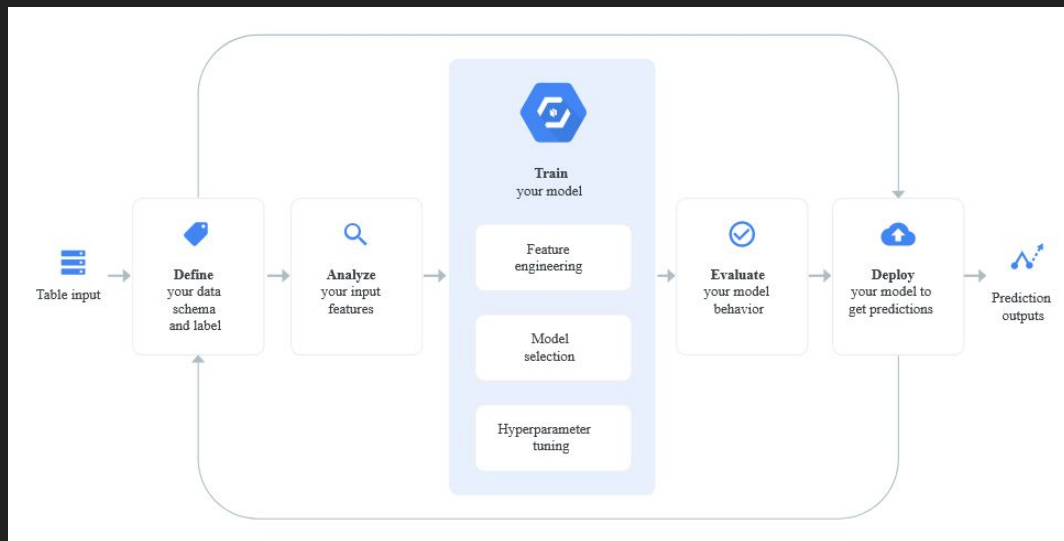 Table input
Define
your data
schema
and label
Analyze
your input
features
Train
your model
Feature
engineering
Model
selection
Hyperparameter
tuning
Evaluate
your model
behavior
Deploy
your model to
get predictions
Prediction
outputs